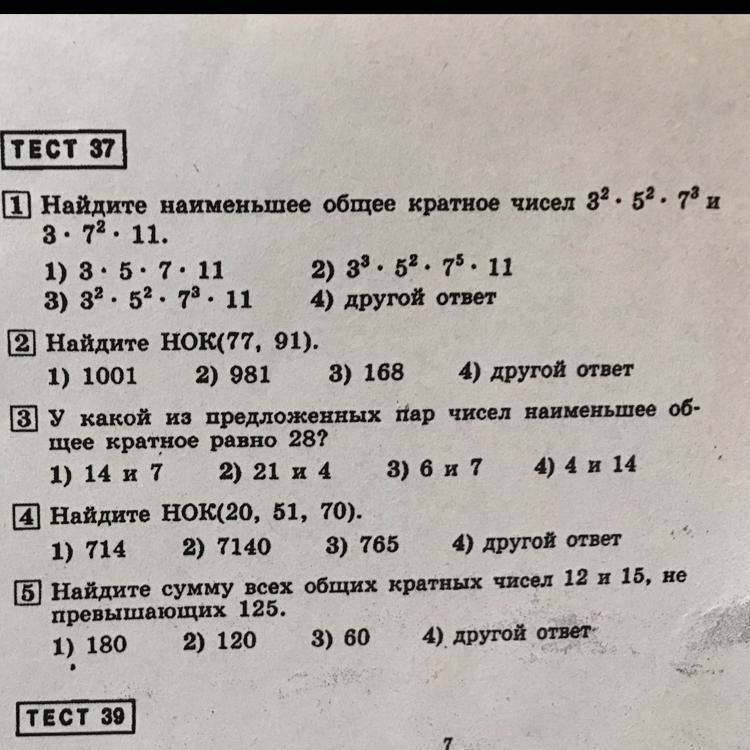 ТЕСТ 37
1 Найдите наименьшее общее кратное чисел 3² · 5² · 7³ и
3 · 7² · 11.
1) 3 · 5 · 7 · 11 2) 3³ · 5² · 7⁵ · 11
3) 3² · 5² · 7³ · 11 4) другой ответ
2 Найдите НОК(77, 91).
1) 1001 2) 981 3) 168 4) другой ответ
3 У какой из предложенных пар чисел наименьшее об-
щее кратное равно 28?
1) 14 и 7 2) 21 и 4 3) 6 и 7 4) 4 и 14
4 Найдите НОК(20, 51, 70).
1) 714 2) 7140 3) 765 4) другой ответ
5 Найдите сумму всех общих кратных чисел 12 и 15, не
превышающих 125.
1) 180 2) 120 3) 60 4) другой ответ
ТЕСТ 39
7